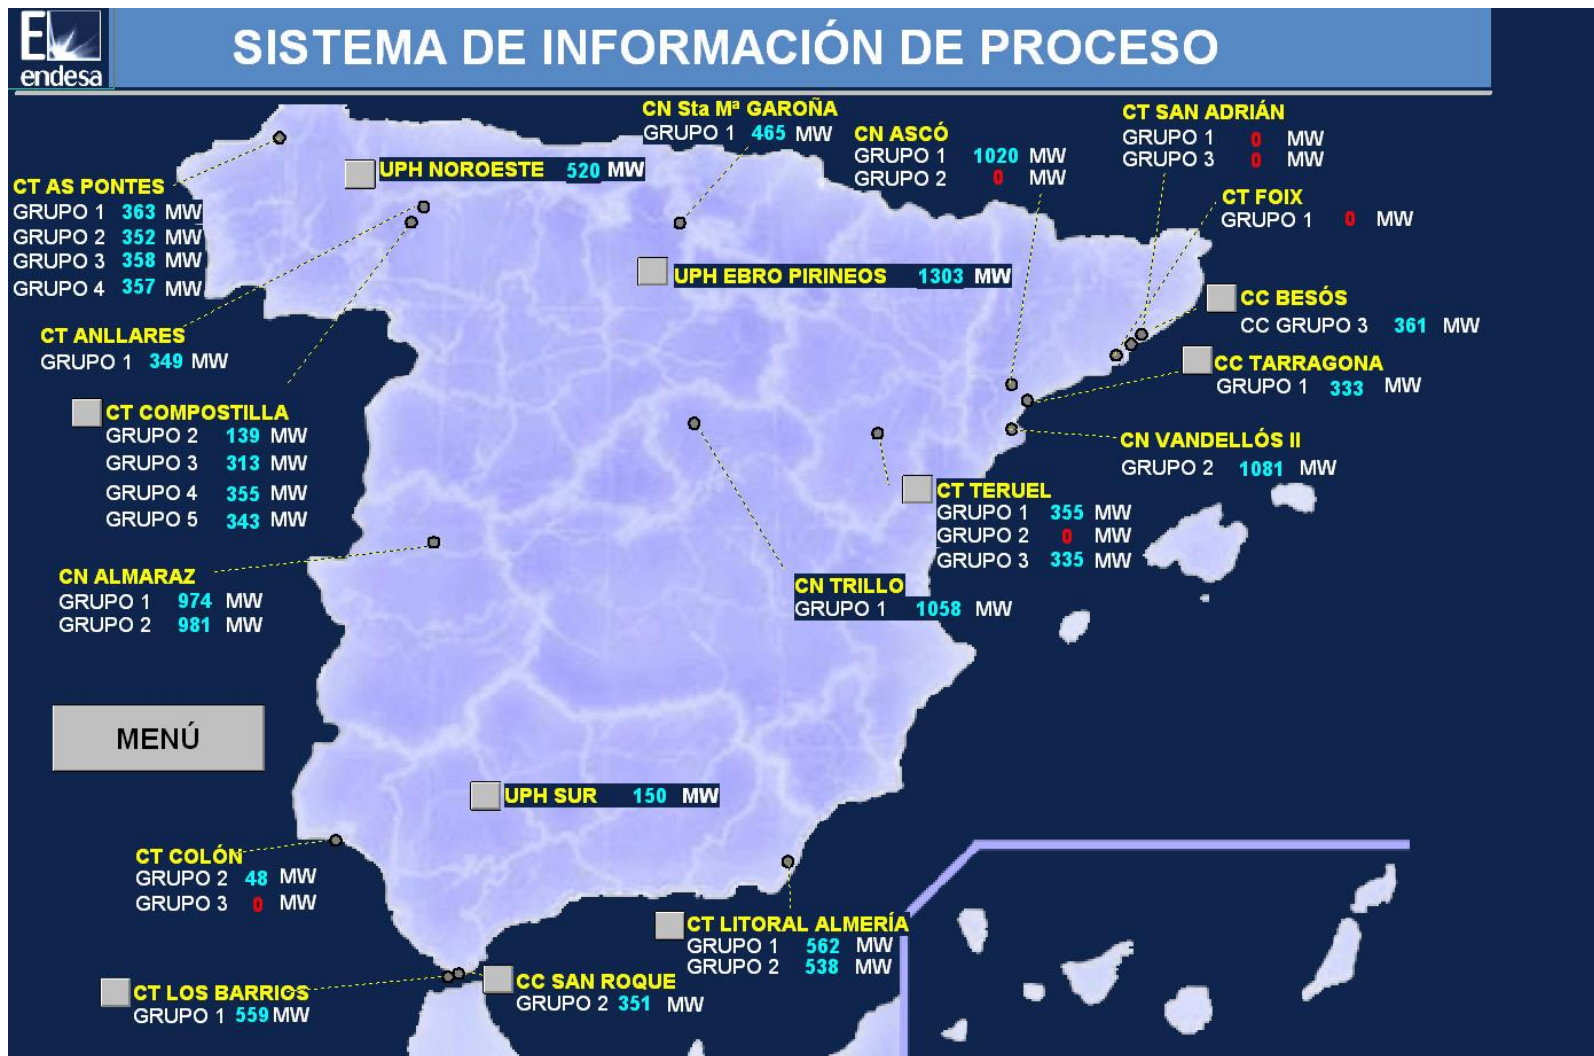 endesa
SISTEMA DE INFORMACIÓN DE PROCESO
CN Sta Mª GAROÑA
GRUPO 1 465 MW
CN ASCÓ
GRUPO 1 1020 MW
GRUPO 2 0 MW
CT SAN ADRIÁN
GRUPO 1 0 MW
GRUPO 3 0 MW
UPH NOROESTE 520 MW
CT AS PONTES
GRUPO 1 363 MW
GRUPO 2 352 MW
GRUPO 3 358 MW
GRUPO 4 357 MW
CT FOIX
GRUPO 1 0 MW
UPH EBRO PIRINEOS 1303 MW
CC BESÓS
CC GRUPO 3 361 MW
CT ANLLARES
GRUPO 1 349 MW
CC TARRAGONA
GRUPO 1 333 MW
CT COMPOSTILLA
GRUPO 2 139 MW
GRUPO 3 313 MW
GRUPO 4 355 MW
GRUPO 5 343 MW
CN VANDELLÓS II
GRUPO 2 1081 MW
CT TERUEL
GRUPO 1 355 MW
GRUPO 2 0 MW
GRUPO 3 335 MW
CN ALMARAZ
GRUPO 1 974 MW
GRUPO 2 981 MW
CN TRILLO
GRUPO 1 1058 MW
MENÚ
UPH SUR 150 MW
CT COLÓN
GRUPO 2 48 MW
GRUPO 3 0 MW
CT LITORAL ALMERÍA
GRUPO 1 562 MW
GRUPO 2 538 MW
CT LOS BARRIOS
GRUPO 1 559 MW
CC SAN ROQUE
GRUPO 2 351 MW